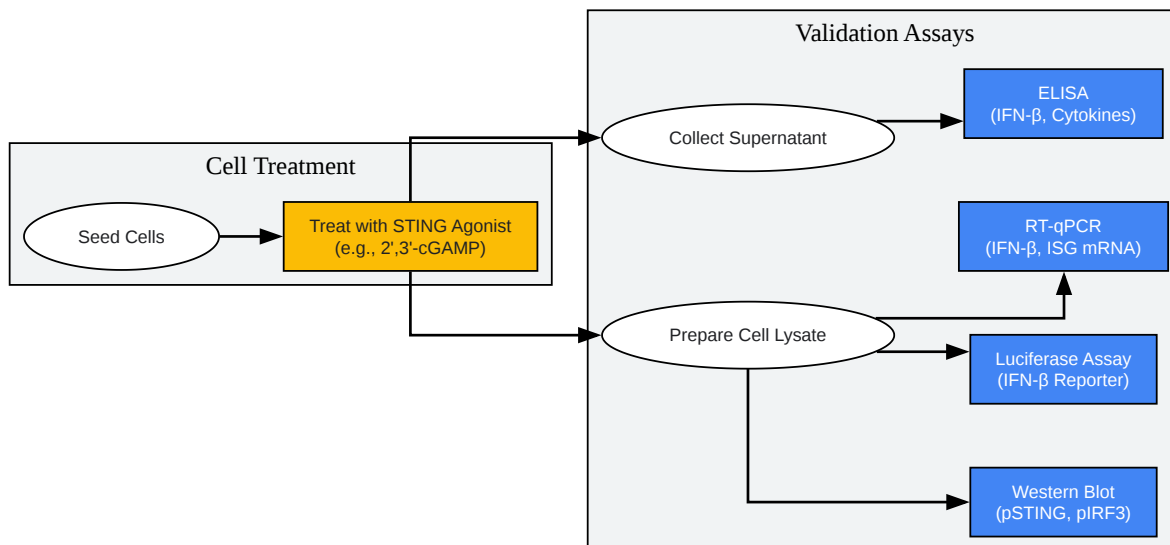 Validation Assays
ELISA
(IFN-β, Cytokines)
Collect Supernatant
Cell Treatment
Seed Cells
Treat with STING Agonist
(e.g., 2',3'-cGAMP)
RT-qPCR
(IFN-β, ISG mRNA)
Prepare Cell Lysate
Luciferase Assay
(IFN-β Reporter)
Western Blot
(pSTING, pIRF3)